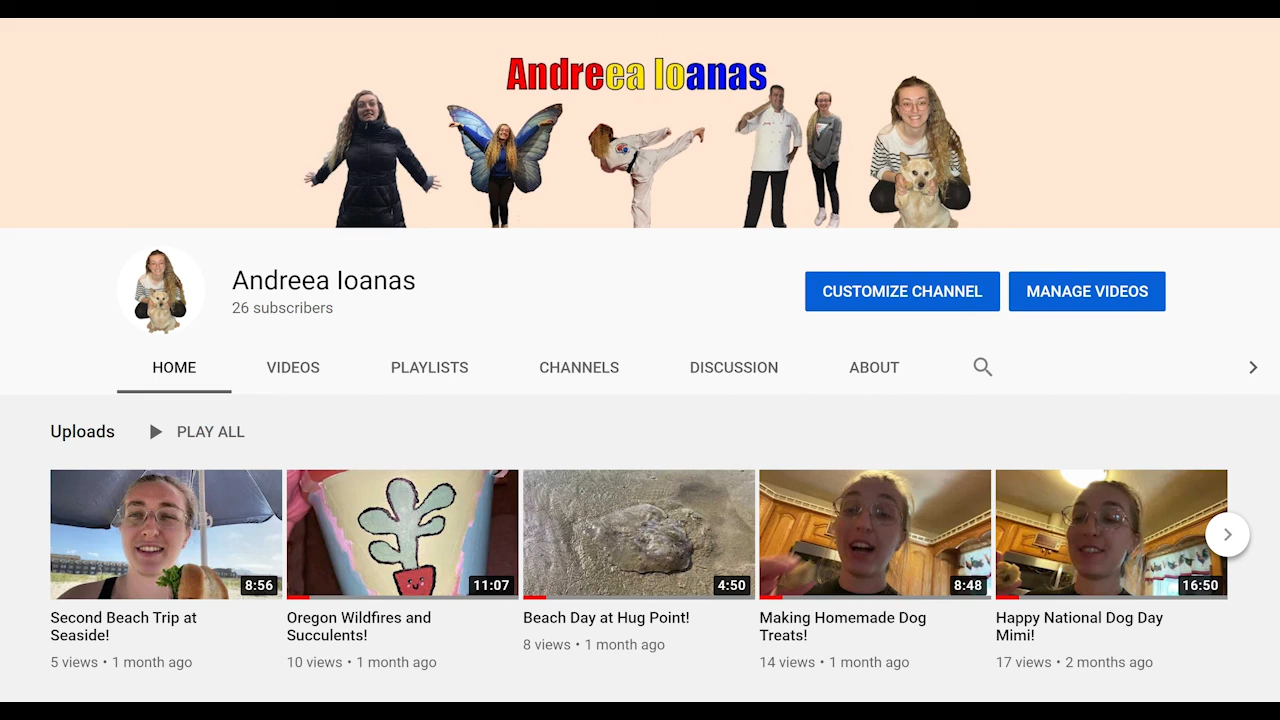 Andreea Ioanas
Andreea Ioanas
26 subscribers
CUSTOMIZE CHANNEL
MANAGE VIDEOS
HOME
VIDEOS
PLAYLISTS
CHANNELS
DISCUSSION
ABOUT
Uploads
PLAY ALL
8:56
11:07
4:50
8:48
16:50
Second Beach Trip at
Seaside!
5 views • 1 month ago
Oregon Wildfires and
Succulents!
10 views • 1 month ago
Beach Day at Hug Point!
8 views • 1 month ago
Making Homemade Dog
Treats!
14 views • 1 month ago
Happy National Dog Day
Mimi!
17 views • 2 months ago